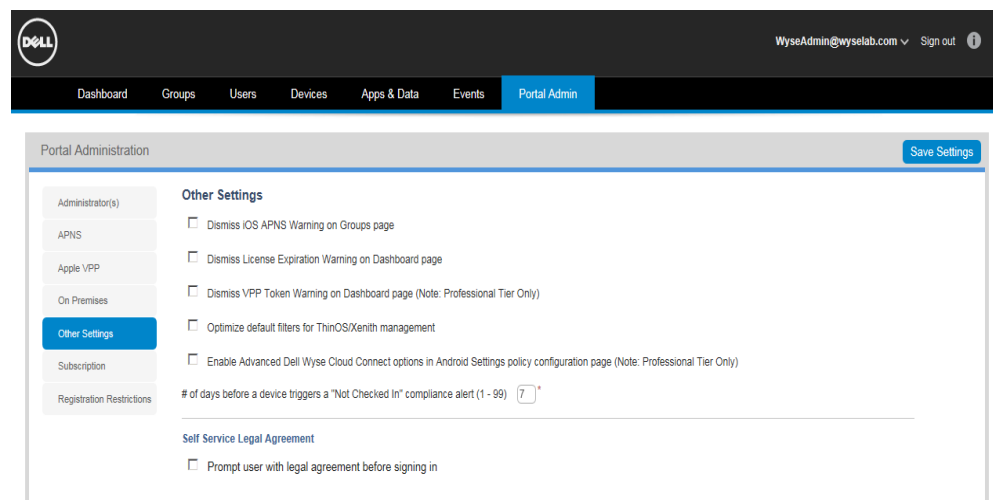 DELL
WyseAdmin@wyselab.com Sign out i
Dashboard Groups Users Devices Apps & Data Events Portal Admin
Portal Administration Save Settings
Administrator(s)
APNS
Apple VPP
On Premises
Other Settings
Subscription
Registration Restrictions
Other Settings
Dismiss iOS APNS Warning on Groups page
Dismiss License Expiration Warning on Dashboard page
Dismiss VPP Token Warning on Dashboard page (Note: Professional Tier Only)
Optimize default filters for ThinOS/Xenith management
Enable Advanced Dell Wyse Cloud Connect options in Android Settings policy configuration page (Note: Professional Tier Only)
# of days before a device triggers a "Not Checked In" compliance alert (1 - 99) 7 *
Self Service Legal Agreement
Prompt user with legal agreement before signing in